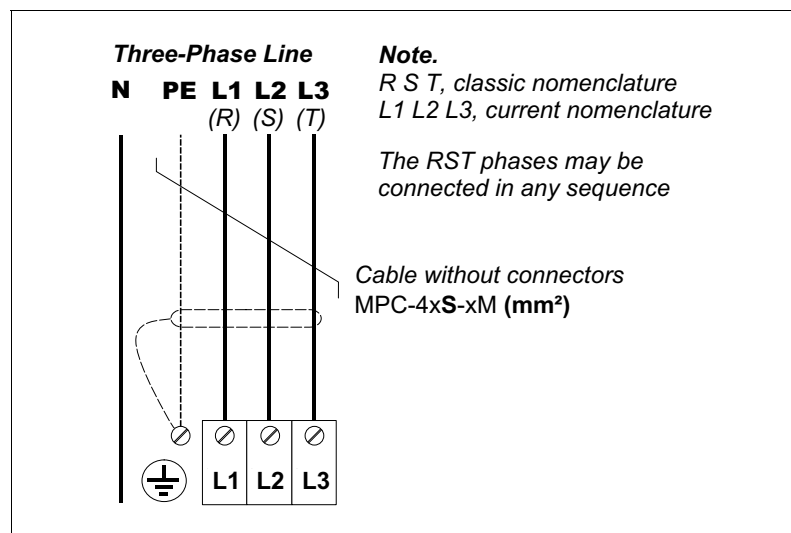 Three-Phase Line
N PE L1 L2 L3
(R) (S) (T)
Note.
R S T, classic nomenclature
L1 L2 L3, current nomenclature
The RST phases may be
connected in any sequence
Cable without connectors
MPC-4xS-xM (mm²)
L1 L2 L3